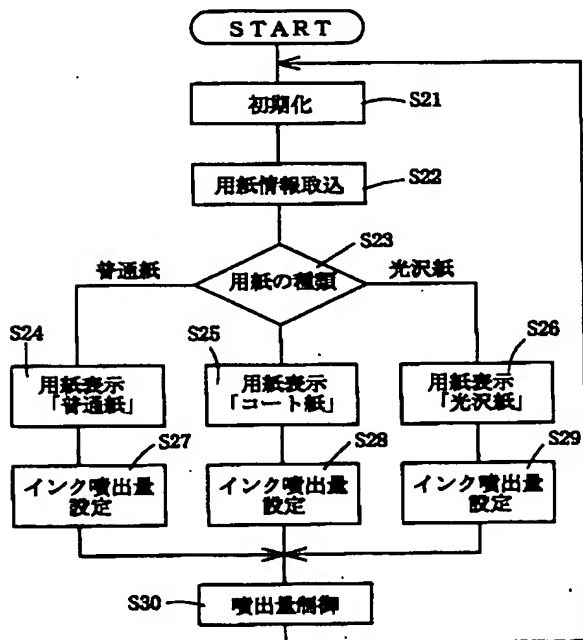 START
初期化
S21
用紙情報取込
S22
S23
普通紙
用紙の種類
光沢紙
S24
S25
S26
用紙表示
「普通紙」
用紙表示
「コート紙」
用紙表示
「光沢紙」
S27
S28
S29
インク噴出量
設定
インク噴出量
設定
インク噴出量
設定
S30
噴出量制御